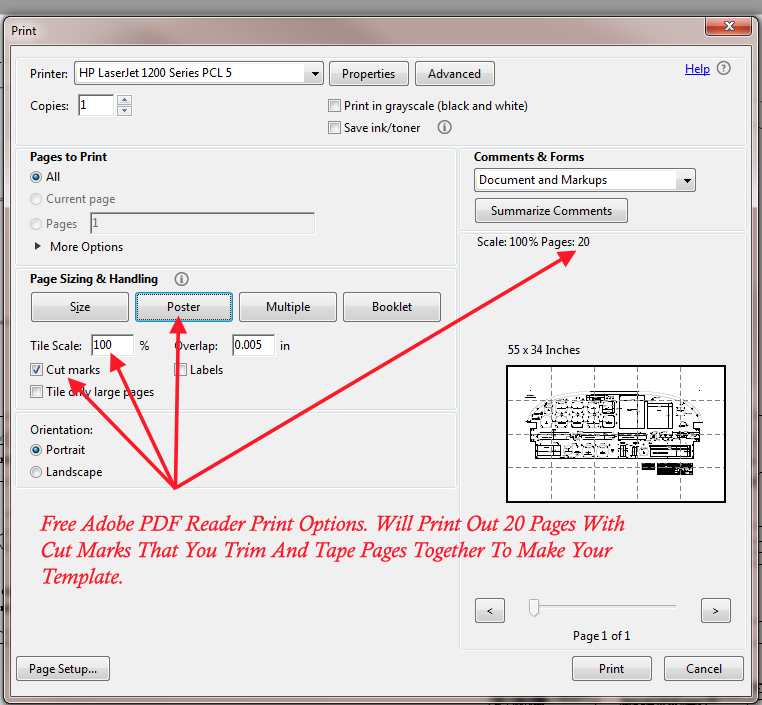 Print
Printer: HP LaserJet 1200 Series PCL 5 Properties Advanced Help ?
Copies: 1
Print in grayscale (black and white)
Save ink/toner i
Pages to Print
All
Current page
Pages 1
More Options
Comments & Forms
Document and Markups
Summarize Comments
Scale: 100% Pages: 20
Page Sizing & Handling i
Size Poster Multiple Booklet
Tile Scale: 100 % Overlap: 0.005 in
Cut marks Labels
Tile only large pages
55 x 34 Inches
Orientation:
Portrait
Landscape
Free Adobe PDF Reader Print Options. Will Print Out 20 Pages With
Cut Marks That You Trim And Tape Pages Together To Make Your
Template.
< >
Page 1 of 1
Page Setup... Print Cancel